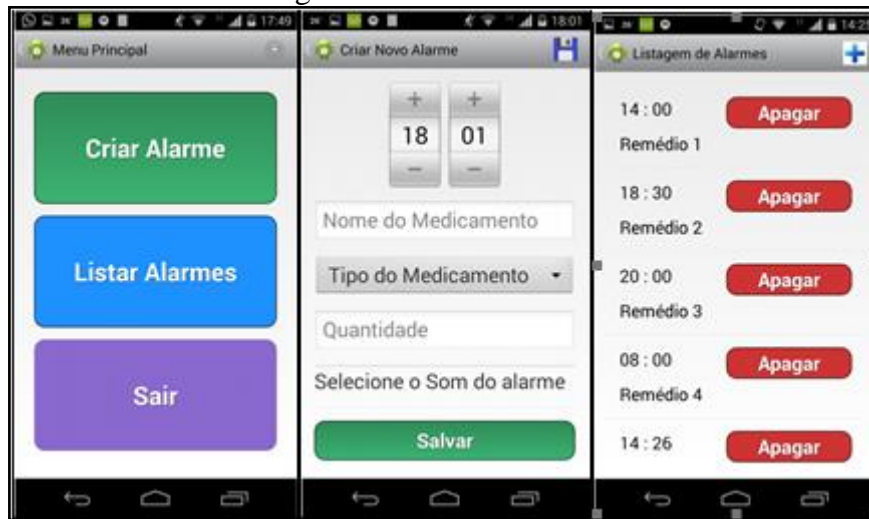 17:49
Menu Principal
Criar Alarme
Listar Alarmes
Sair
18:01
Criar Novo Alarme
+ +
18 01
− −
Nome do Medicamento
Tipo do Medicamento
Quantidade
Selecione o Som do alarme
Salvar
14:25
Listagem de Alarmes
14 : 00 Apagar
Remédio 1
18 : 30 Apagar
Remédio 2
20 : 00 Apagar
Remédio 3
08 : 00 Apagar
Remédio 4
14 : 26 Apagar